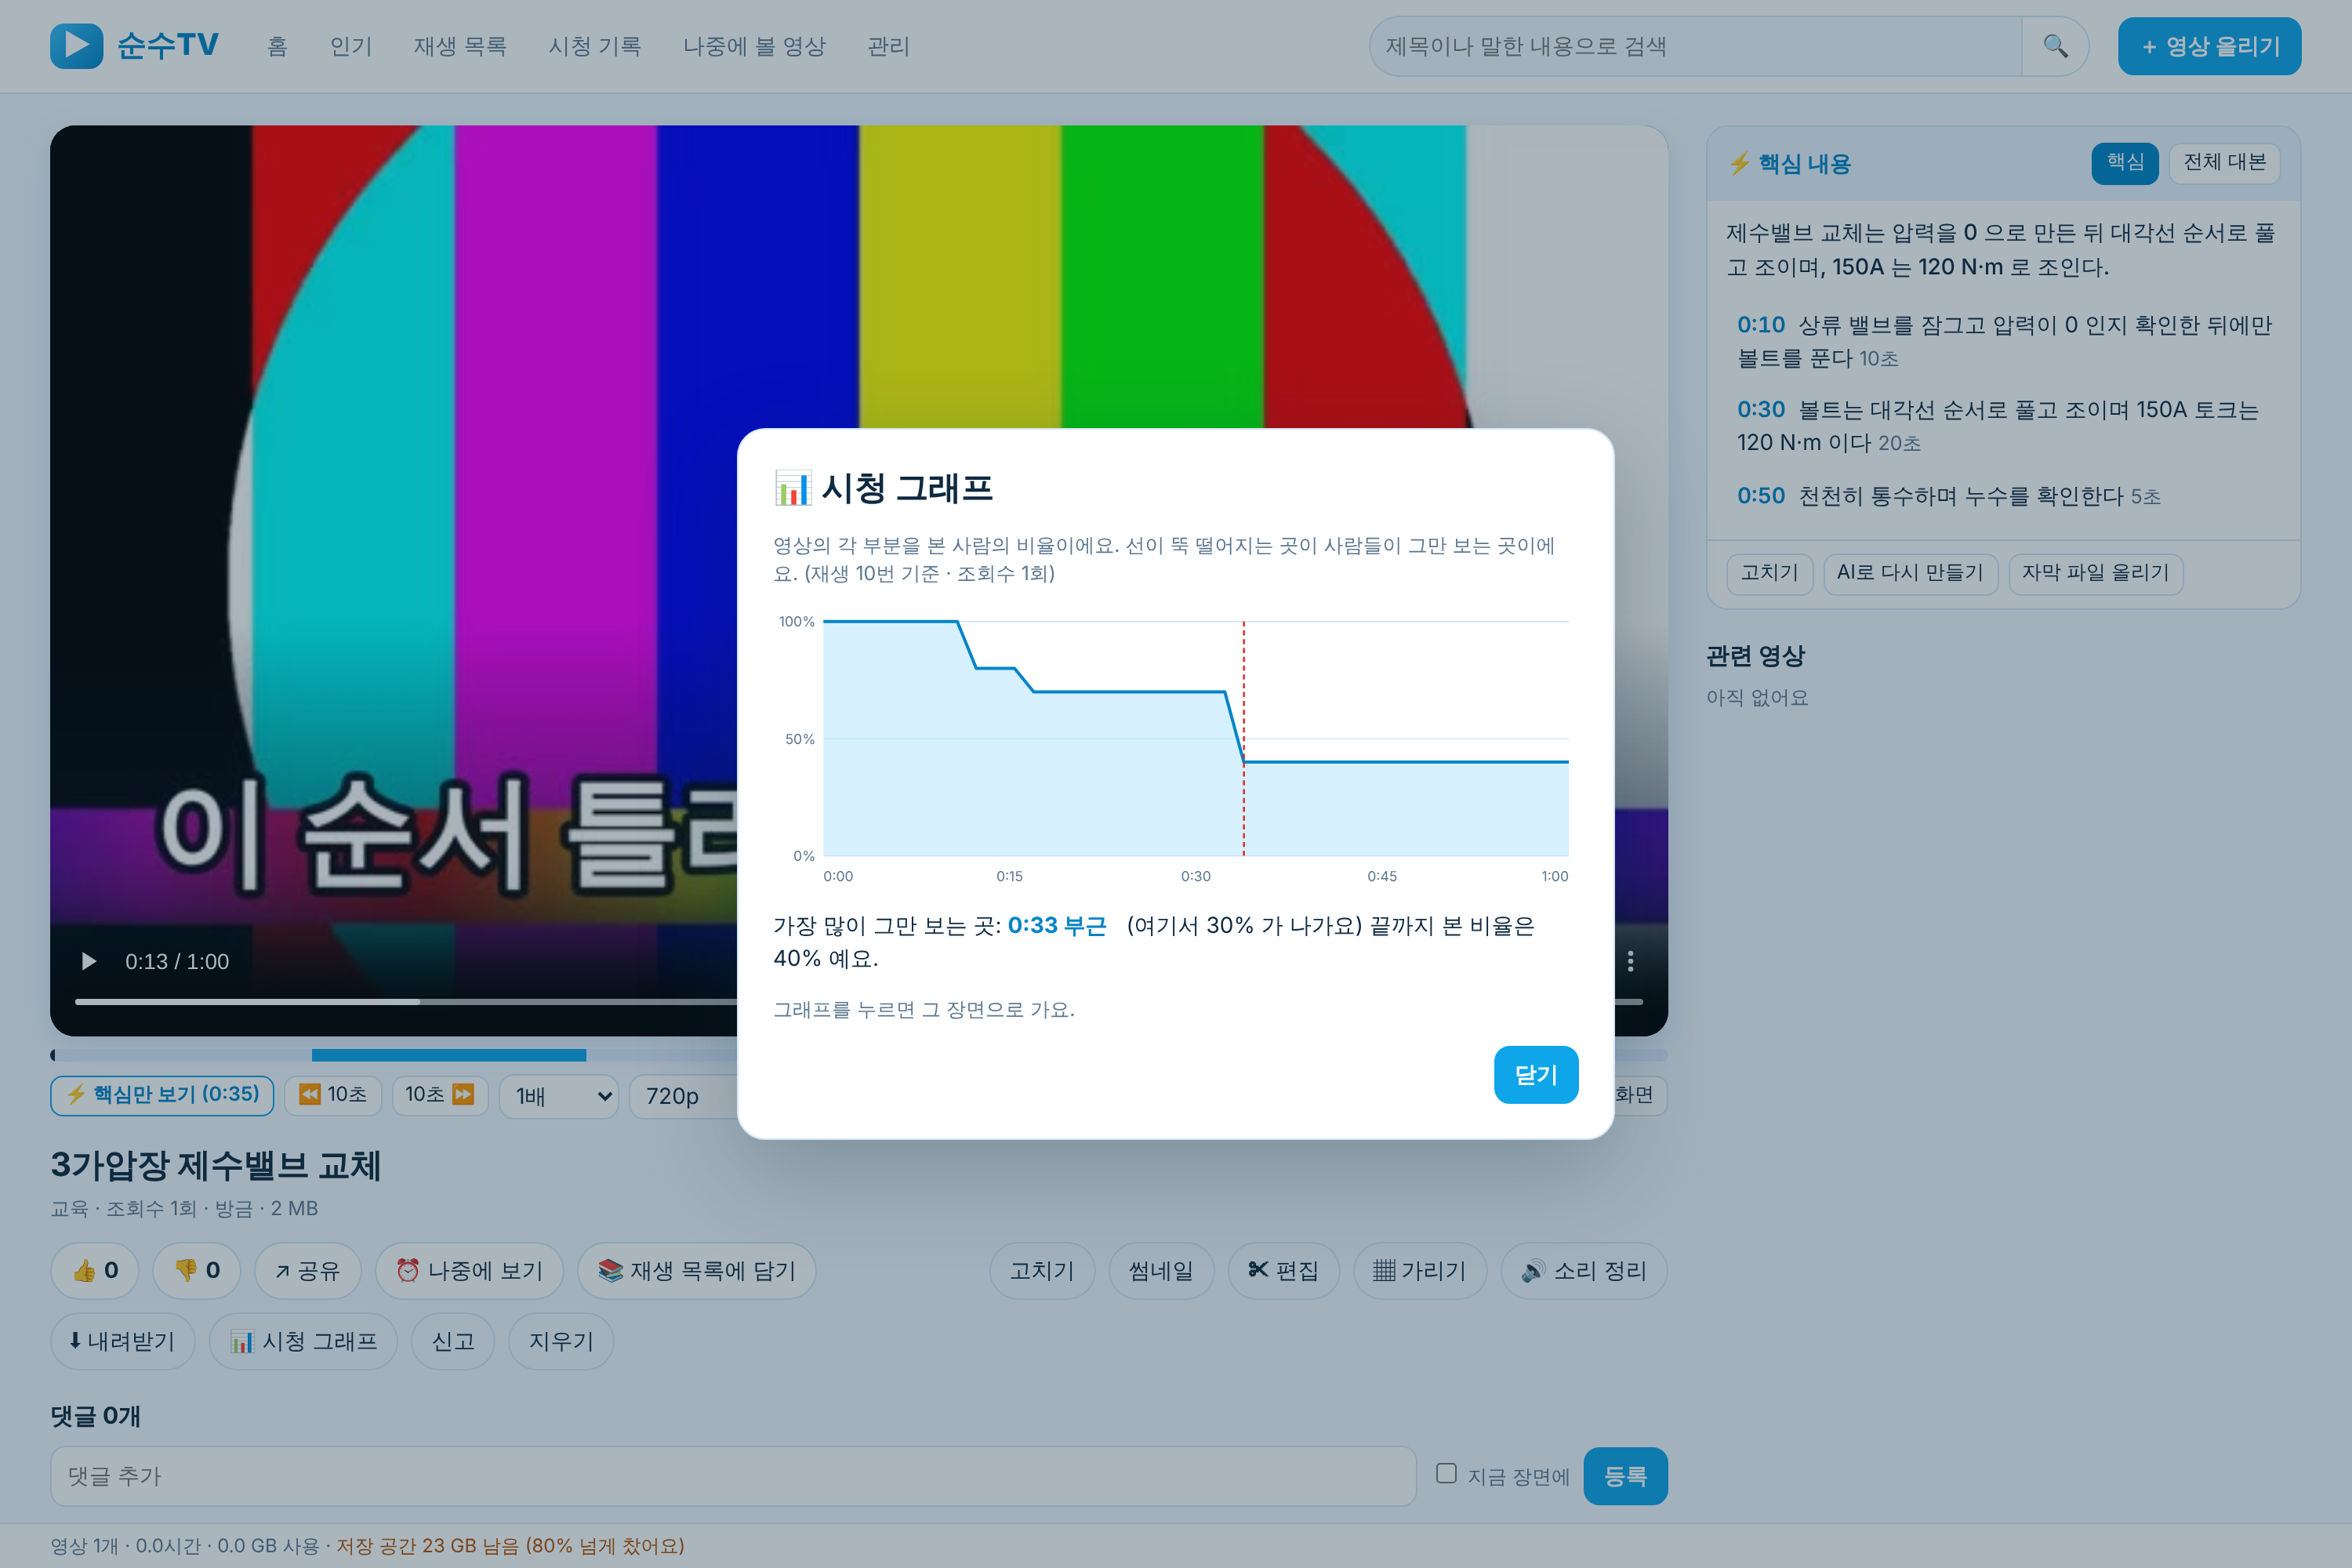 순수TV
홈
인기
재생 목록
시청 기록
나중에 볼 영상
관리
제목이나 말한 내용으로 검색
+ 영상 올리기
⚡ 핵심 내용
핵심
전체 대본
제수밸브 교체는 압력을 0 으로 만든 뒤 대각선 순서로 풀
고 조이며, 150A 는 120 N·m 로 조인다.
0:10 상류 밸브를 잠그고 압력이 0 인지 확인한 뒤에만
볼트를 푼다 10초
0:30 볼트는 대각선 순서로 풀고 조이며 150A 토크는
120 N·m 이다 20초
0:50 천천히 통수하며 누수를 확인한다 5초
고치기
AI로 다시 만들기
자막 파일 올리기
관련 영상
아직 없어요
이 순서
📊 시청 그래프
영상의 각 부분을 본 사람의 비율이에요. 선이 뚝 떨어지는 곳이 사람들이 그만 보는 곳이에
요. (재생 10번 기준 · 조회수 1회)
100%
50%
0%
0:00 0:15 0:30 0:45 1:00
가장 많이 그만 보는 곳: 0:33 부근 (여기서 30% 가 나가요) 끝까지 본 비율은
40% 예요.
그래프를 누르면 그 장면으로 가요.
닫기
0:13 / 1:00
⚡ 핵심만 보기 (0:35)
⏪ 10초
10초 ⏩
1배
720p
화면
3가압장 제수밸브 교체
교육 · 조회수 1회 · 방금 · 2 MB
👍 0
👎 0
↗ 공유
⏰ 나중에 보기
📚 재생 목록에 담기
고치기
썸네일
✂ 편집
▦ 가리기
🔊 소리 정리
⬇ 내려받기
📊 시청 그래프
신고
지우기
댓글 0개
댓글 추가
지금 장면에
등록
영상 1개 · 0.0시간 · 0.0 GB 사용 · 저장 공간 23 GB 남음 (80% 넘게 찼어요)